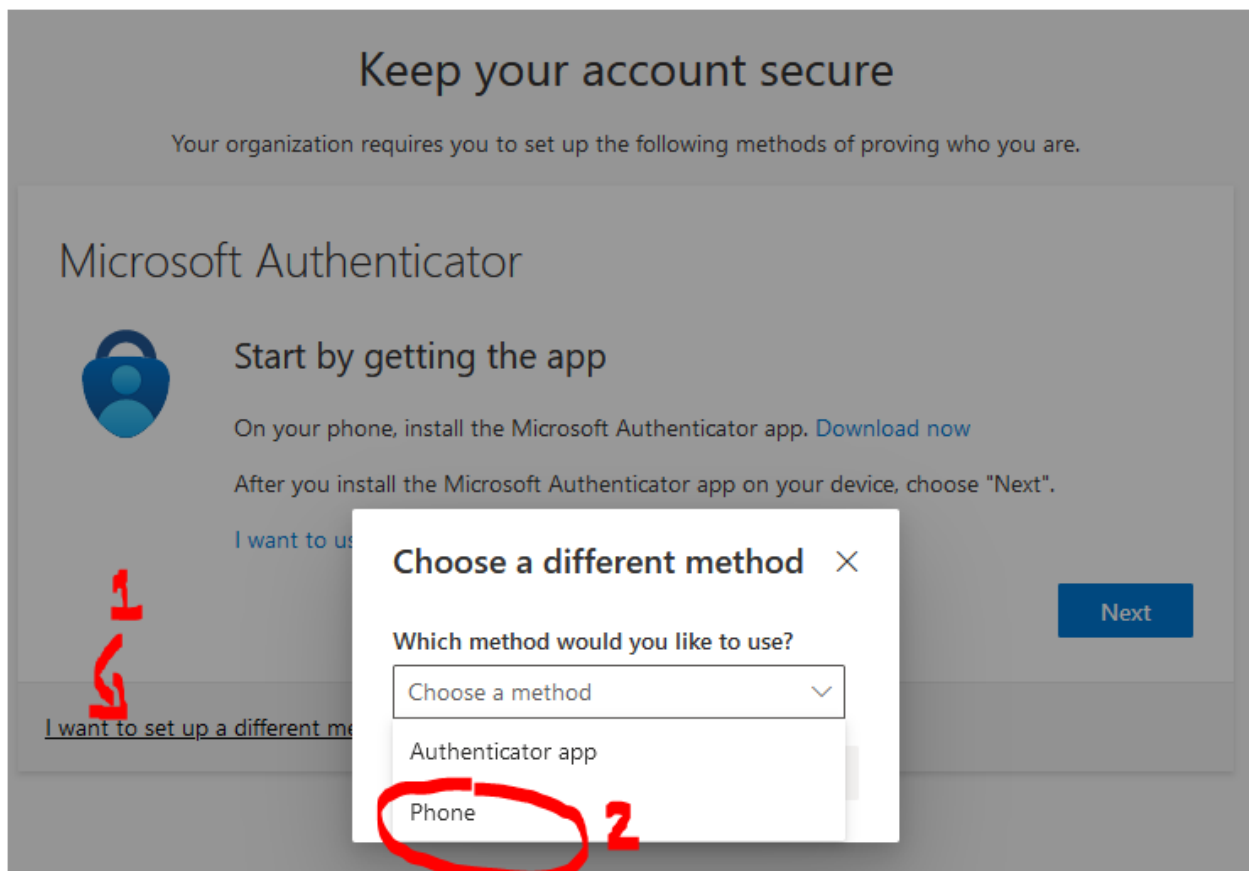 Keep your account secure
Your organization requires you to set up the following methods of proving who you are.
Microsoft Authenticator
Start by getting the app
On your phone, install the Microsoft Authenticator app. Download now
After you install the Microsoft Authenticator app on your device, choose "Next".
I want to
Choose a different method
1
Next
Which method would you like to use?
Choose a method
I want to set up a different
Authenticator app
Phone
2